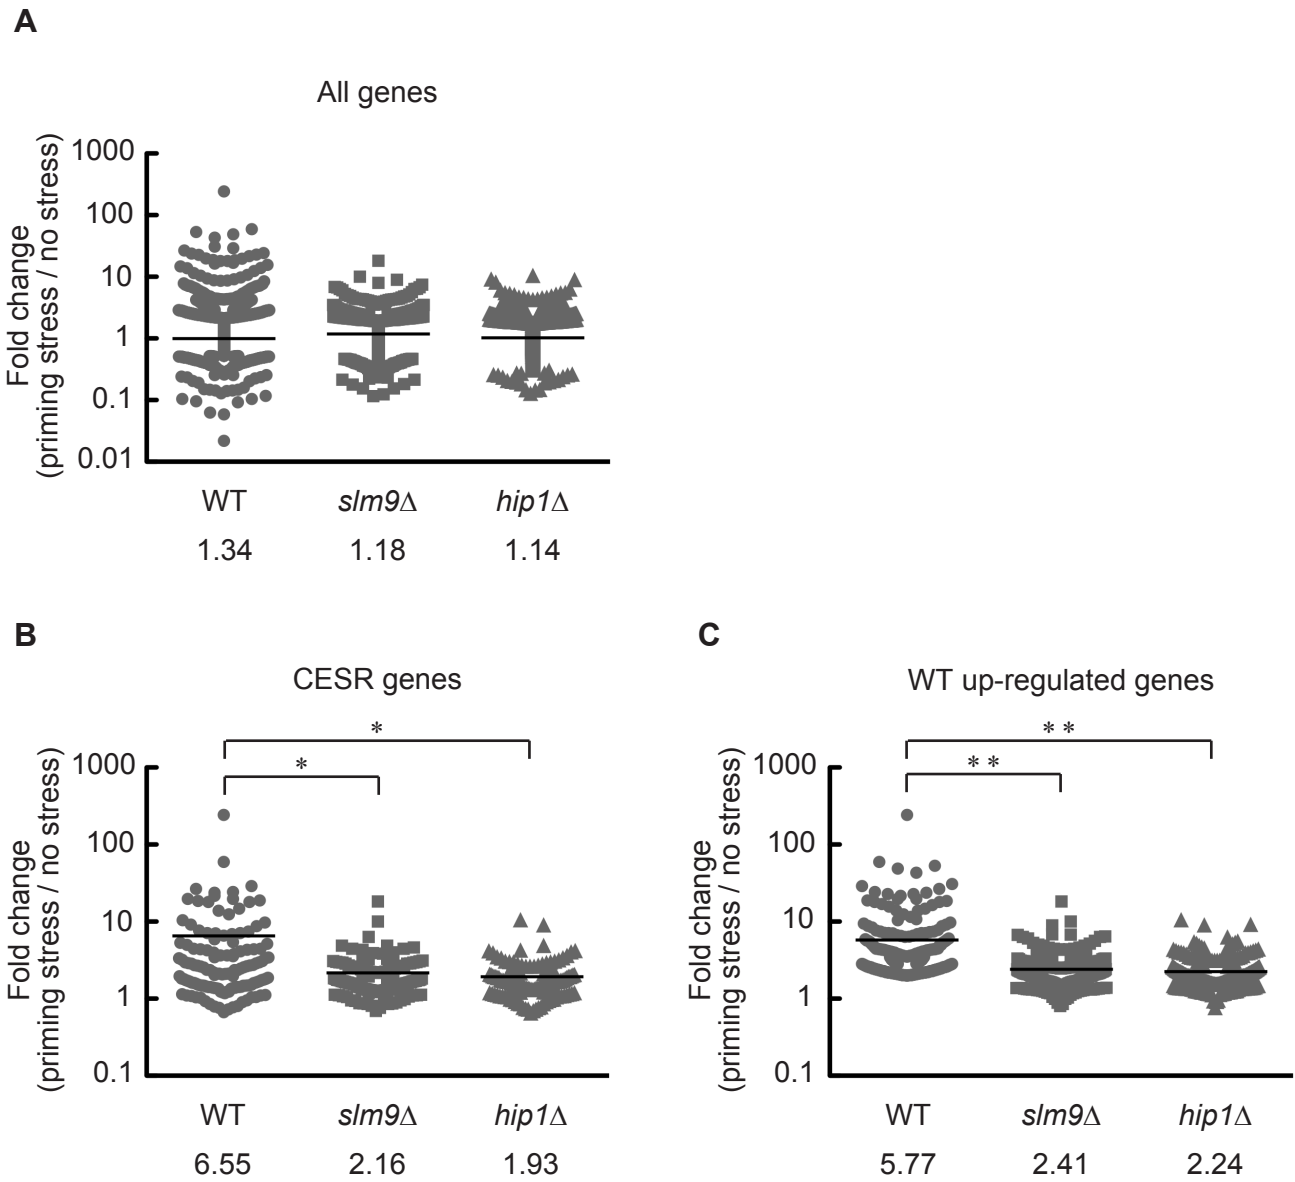 A
All genes
Fold change
(priming stress / no stress)
1000
100
10
1
0.1
0.01
WT slm9Δ hip1Δ
1.34 1.18 1.14
B
CESR genes
*
*
Fold change
(priming stress / no stress)
1000
100
10
1
0.1
WT slm9Δ hip1Δ
6.55 2.16 1.93
C
WT up-regulated genes
* *
* *
Fold change
(priming stress / no stress)
1000
100
10
1
0.1
WT slm9Δ hip1Δ
5.77 2.41 2.24